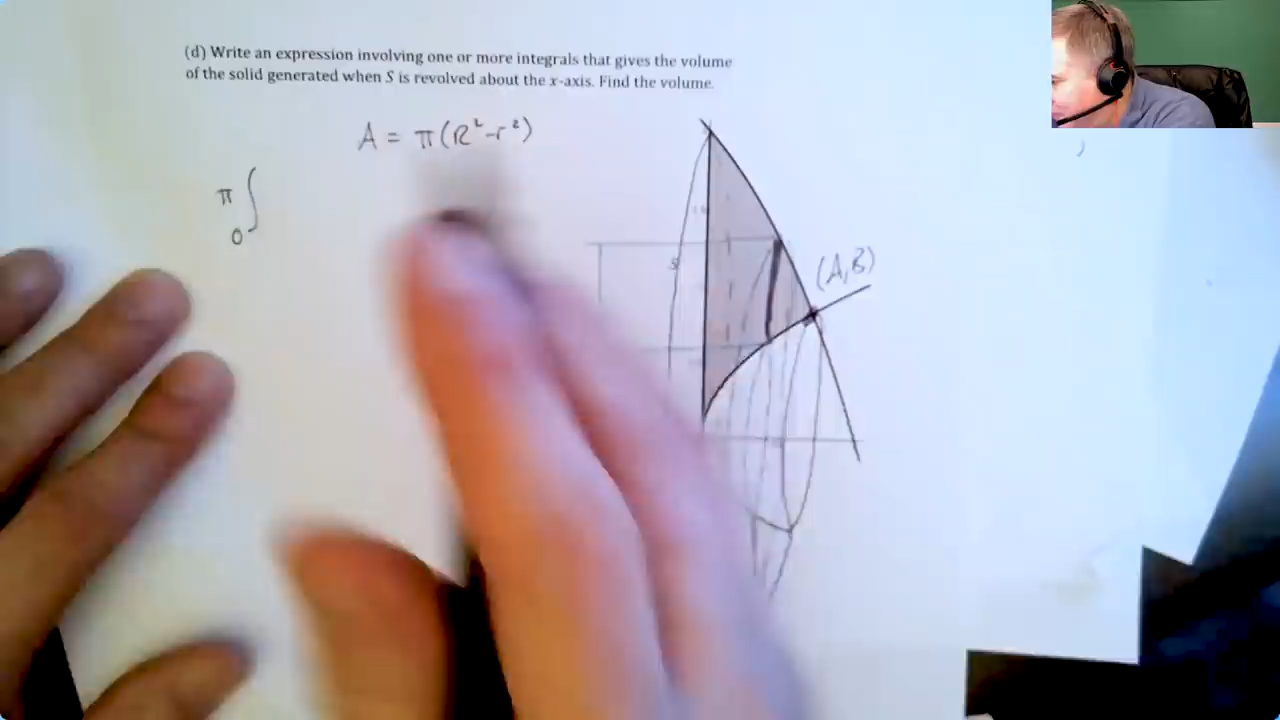 (d) Write an expression involving one or more integrals that gives the volume
of the solid generated when S is revolved about the x-axis. Find the volume.
A = π(R²-r²)
π∫
0
(A,B)